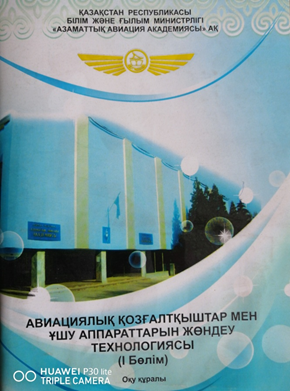 ҚАЗАҚСТАН РЕСПУБЛИКАСЫ
БІЛІМ ЖӘНЕ ҒЫЛЫМ МИНИСТРЛІГІ
«АЗАМАТТЫҚ АВИАЦИЯ АКАДЕМИЯСЫ» АҚ
АВИАЦИЯЛЫҚ ҚОЗҒАЛТҚЫШТАР МЕН
ҰШУ АППАРАТТАРЫН ЖӨНДЕУ
ТЕХНОЛОГИЯСЫ
(І Бөлім)
Оқу құралы
HUAWEI P30 lite
TRIPLE CAMERA